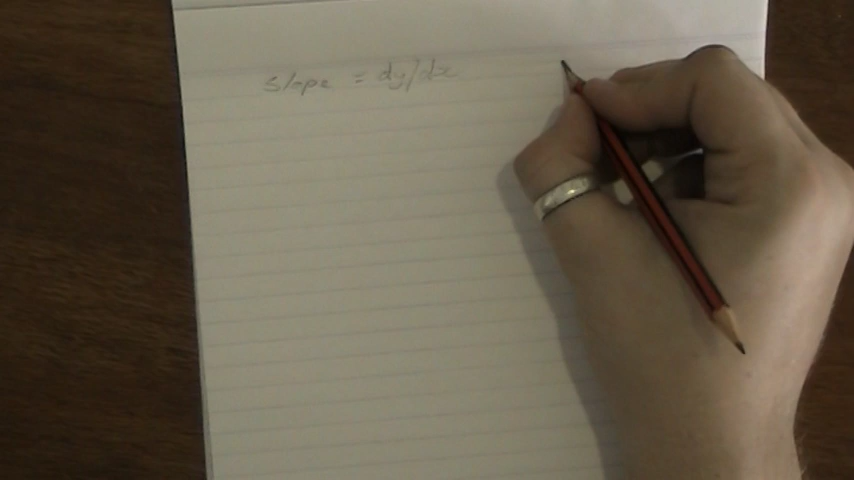 slope = dy/dx